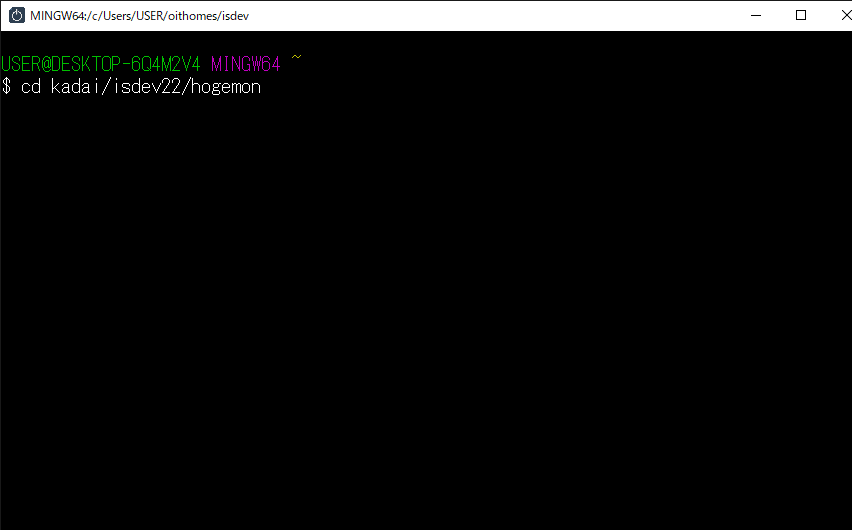 MINGW64:/c/Users/USER/oithomes/isdev
USER@DESKTOP-6Q4M2V4 MINGW64 ~
$ cd kadai/isdev22/hogemon